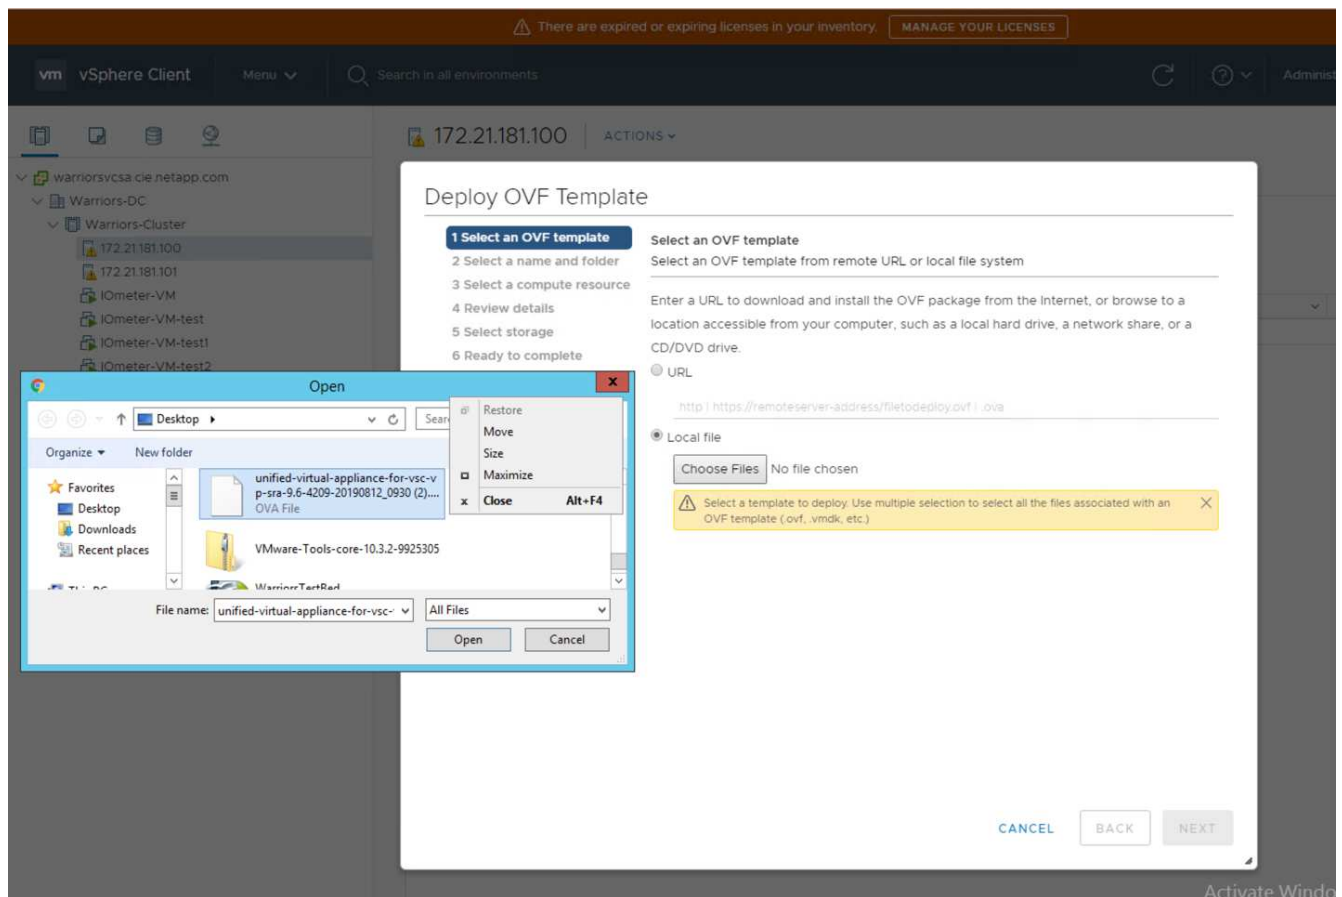 There are expired or expiring licenses in your inventory. MANAGE YOUR LICENSES
vm vSphere Client Menu Search in all environments Administ
172.21.181.100 ACTIONS
warriorsvcsa.cie.netapp.com
Warriors-DC
Warriors-Cluster
172.21.181.100
172.21.181.101
IOmeter-VM
IOmeter-VM-test
IOmeter-VM-test1
IOmeter-VM-test2
Deploy OVF Template
1 Select an OVF template
2 Select a name and folder
3 Select a compute resource
4 Review details
5 Select storage
6 Ready to complete
Select an OVF template
Select an OVF template from remote URL or local file system
Enter a URL to download and install the OVF package from the Internet, or browse to a
location accessible from your computer, such as a local hard drive, a network share, or a
CD/DVD drive.
URL
http | https://remoteserver-address/filetodeploy.ovf | .ova
Local file
Choose Files No file chosen
Select a template to deploy. Use multiple selection to select all the files associated with an
OVF template (.ovf, .vmdk, etc.)
CANCEL BACK NEXT
Open
x
Desktop
Sear
Organize New folder
Favorites
Desktop
Downloads
Recent places
unified-virtual-appliance-for-vsc-v
p-sra-9.6-4209-20190812_0930 (2)....
OVA File
VMware-Tools-core-10.3.2-9925305
WarriorsTestBed
Restore
Move
Size
Maximize
x Close Alt+F4
File name: unified-virtual-appliance-for-vsc- All Files
Open Cancel
Activate Windo